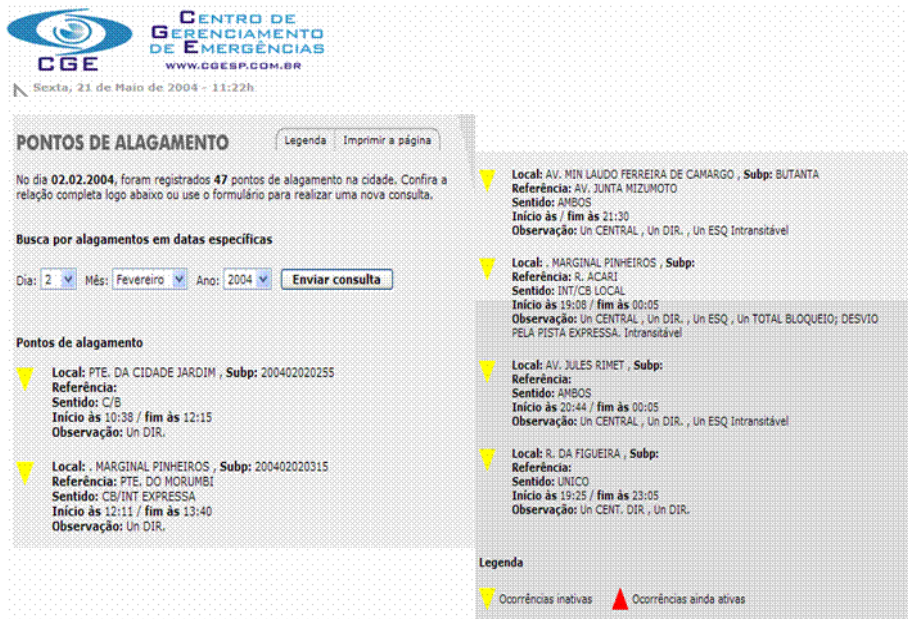 CENTRO DE
GERENCIAMENTO
DE EMERGÊNCIAS
CGE
WWW.CGESP.COM.BR
Sexta, 21 de Maio de 2004 - 11:22h
PONTOS DE ALAGAMENTO
Legenda
Imprimir a página
No dia 02.02.2004, foram registrados 47 pontos de alagamento na cidade. Confira a
relação completa logo abaixo ou use o formulário para realizar uma nova consulta.
Busca por alagamentos em datas específicas
Dia: 2 Mês: Fevereiro Ano: 2004 Enviar consulta
Pontos de alagamento
Local: PTE. DA CIDADE JARDIM , Subp: 200402020255
Referência:
Sentido: C/B
Início às 10:38 / fim às 12:15
Observação: Un DIR.
Local: . MARGINAL PINHEIROS , Subp: 200402020315
Referência: PTE. DO MORUMBI
Sentido: CB/INT EXPRESSA
Início às 12:11 / fim às 13:40
Observação: Un DIR.
Local: AV. MIN LAUDO FERREIRA DE CAMARGO , Subp: BUTANTA
Referência: AV. JUNTA MIZUMOTO
Sentido: AMBOS
Início às / fim às 21:30
Observação: Un CENTRAL , Un DIR. , Un ESQ Intransitável
Local: . MARGINAL PINHEIROS , Subp:
Referência: R. ACARI
Sentido: INT/CB LOCAL
Início às 19:08 / fim às 00:05
Observação: Un CENTRAL , Un DIR. , Un ESQ , Un TOTAL BLOQUEIO; DESVIO
PELA PISTA EXPRESSA. Intransitável
Local: AV. JULES RIMET , Subp:
Referência:
Sentido: AMBOS
Início às 20:44 / fim às 00:05
Observação: Un CENTRAL , Un DIR. , Un ESQ Intransitável
Local: R. DA FIGUEIRA , Subp:
Referência:
Sentido: UNICO
Início às 19:25 / fim às 23:05
Observação: Un CENT. DIR , Un DIR.
Legenda
Ocorrências inativas
Ocorrências ainda ativas